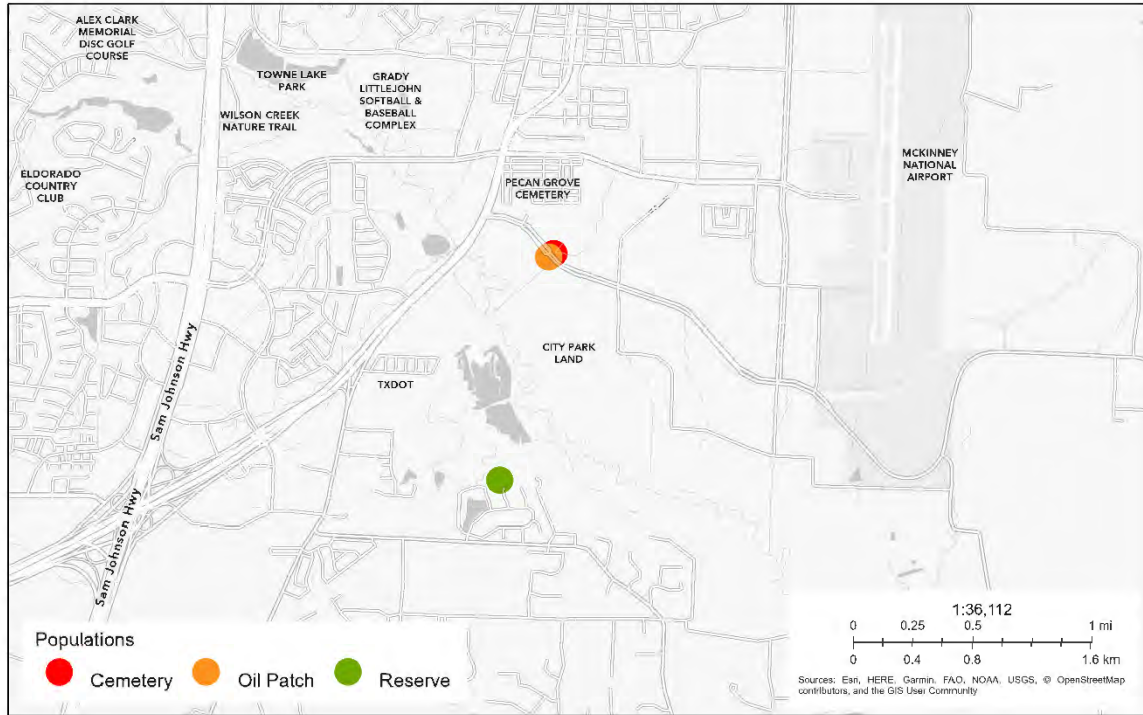 ALEX CLARK
MEMORIAL
DISC GOLF
COURSE
TOWNE LAKE
PARK
GRADY
LITTLEJOHN
SOFTBALL &
BASEBALL
COMPLEX
WILSON CREEK
NATURE TRAIL
MCKINNEY
NATIONAL
AIRPORT
ELDORADO
COUNTRY
CLUB
PECAN GROVE
CEMETERY
CITY PARK
LAND
TXDOT
Sam Johnson Hwy
Sam Johnson Hwy
Populations
Cemetery Oil Patch Reserve
1:36,112
0 0.25 0.5 1 mi
0 0.4 0.8 1.6 km
Sources: Esri, HERE, Garmin, FAO, NOAA, USGS, © OpenStreetMap
contributors, and the GIS User Community